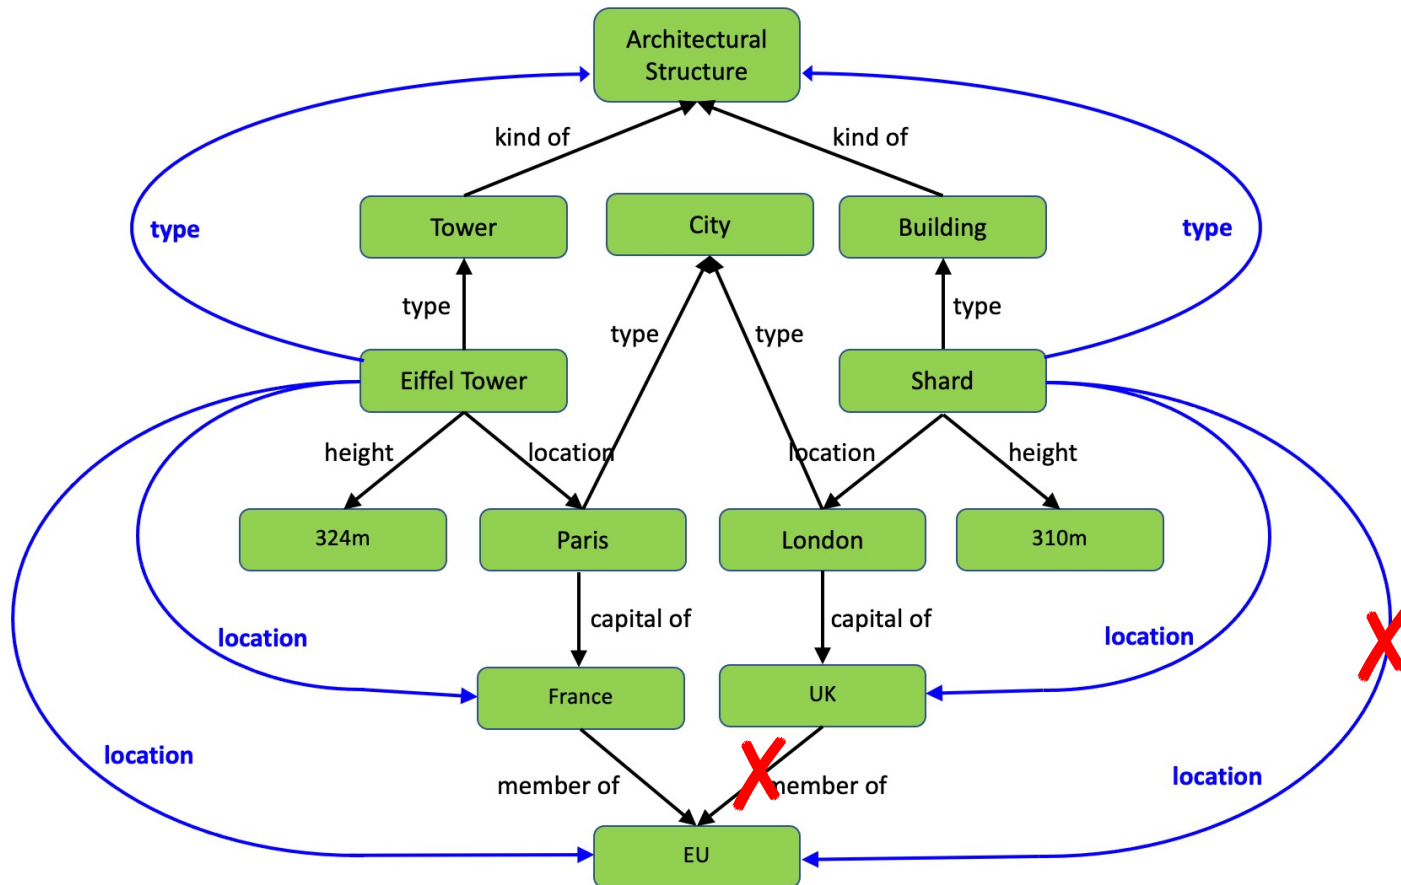 Architectural
Structure
kind of
kind of
Tower
City
Building
type
type
type
type
type
type
Eiffel Tower
Shard
height
location
location
height
324m
Paris
London
310m
capital of
capital of
location
location
France
UK
location
member of
member of
location
EU